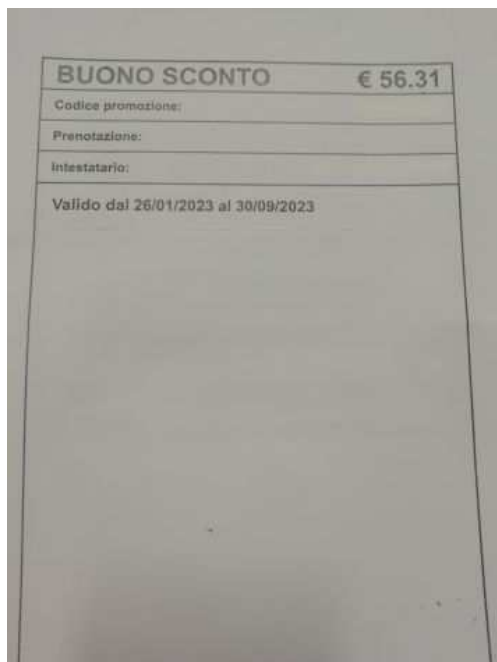 BUONO SCONTO € 56.31
Codice promozione:
Prenotazione:
Intestatario:
Valido dal 26/01/2023 al 30/09/2023